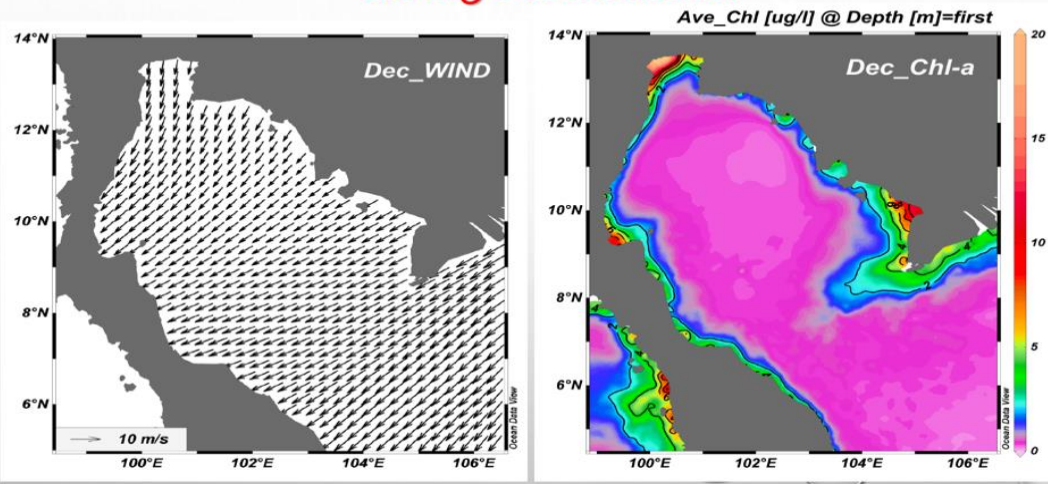 Ave_Chl [ug/l] @ Depth [m]=first
14°N
12°N
10°N
8°N
6°N
100°E
102°E
104°E
106°E
Dec_WIND
10 m/s
Ocean Data View
14°N
12°N
10°N
8°N
6°N
100°E
102°E
104°E
106°E
Dec_Chl-a
Ocean Data View
20
15
10
5
0